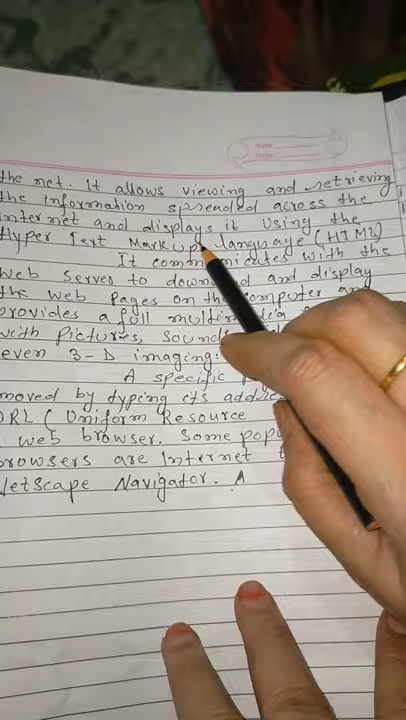 the net. It allows viewing and retrieving
the Information spreaded across the
Internet and displays it Using the
Hyper Text Markup language (HTML)
It communicates with the
Web Server to download and display
the web pages on the computer and
provides a full multimedia
with Pictures, sound
even 3-D imaging.
A specific
moved by typing its
URL (Uniform Resource
web browser. Some
browsers are Internet
Netscape Navigator. A